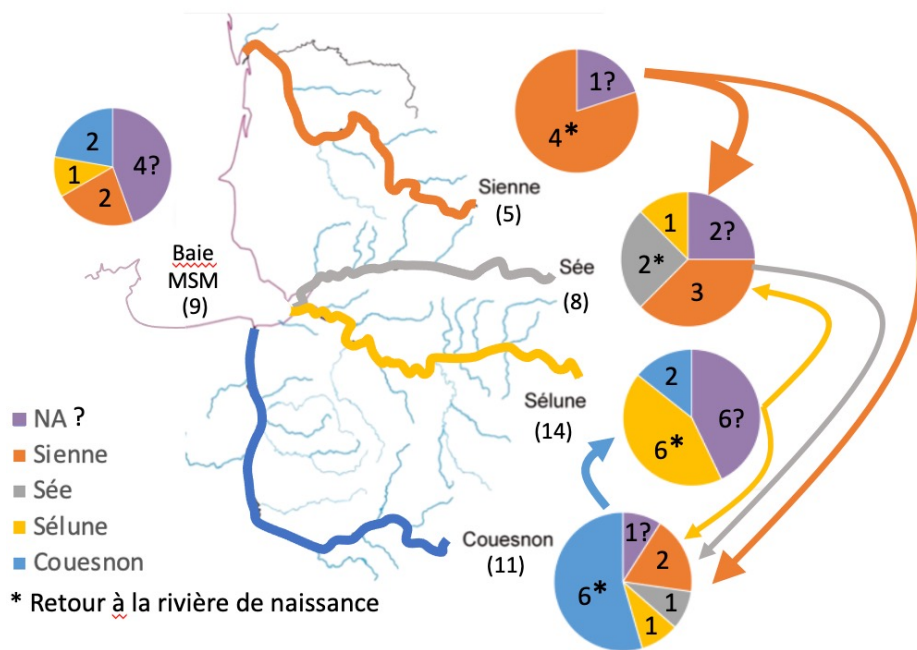 1?
4*
2
4?
1
2
Sienne
(5)
1
2?
2*
3
Baie
MSM
(9)
Sée
(8)
2
6?
6*
Sélune
(14)
NA ?
Sienne
Sée
Sélune
Couesnon
Couesnon
(11)
1?
2
6*
1
1
* Retour à la rivière de naissance